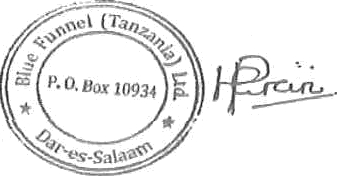 Blue Funnel (Tanzania) Ltd.
P. O. Box 10934
Dar-es-Salaam